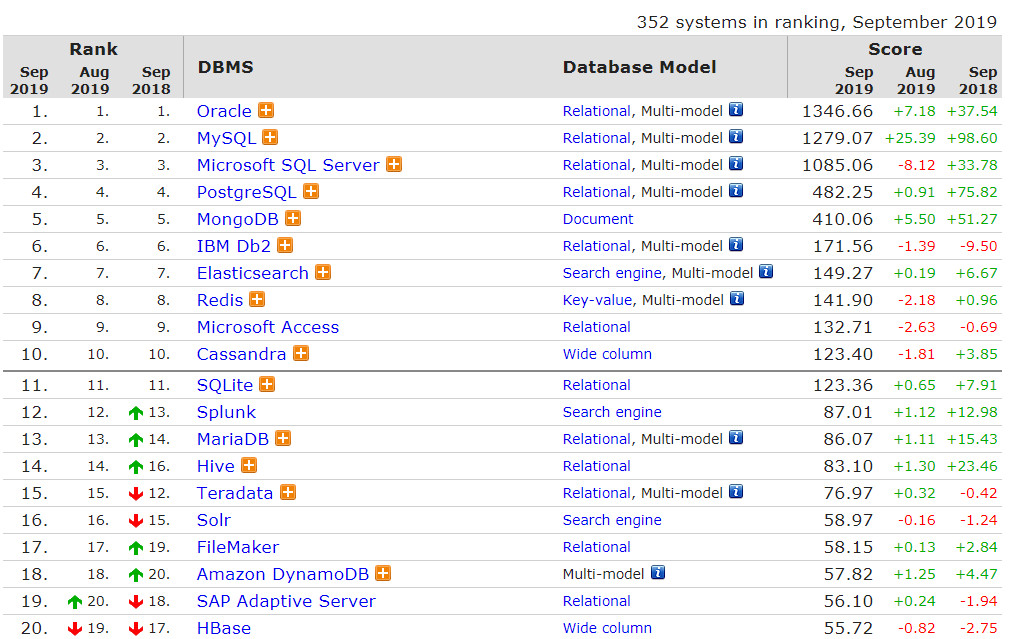 352 systems in ranking, September 2019
Rank DBMS Database Model Score
Sep 2019 Aug 2019 Sep 2018 Sep 2019 Aug 2019 Sep 2018
1. 1. 1. Oracle Relational, Multi-model 1346.66 +7.18 +37.54
2. 2. 2. MySQL Relational, Multi-model 1279.07 +25.39 +98.60
3. 3. 3. Microsoft SQL Server Relational, Multi-model 1085.06 -8.12 +33.78
4. 4. 4. PostgreSQL Relational, Multi-model 482.25 +0.91 +75.82
5. 5. 5. MongoDB Document 410.06 +5.50 +51.27
6. 6. 6. IBM Db2 Relational, Multi-model 171.56 -1.39 -9.50
7. 7. 7. Elasticsearch Search engine, Multi-model 149.27 +0.19 +6.67
8. 8. 8. Redis Key-value, Multi-model 141.90 -2.18 +0.96
9. 9. 9. Microsoft Access Relational 132.71 -2.63 -0.69
10. 10. 10. Cassandra Wide column 123.40 -1.81 +3.85
11. 11. 11. SQLite Relational 123.36 +0.65 +7.91
12. 12. 13. Splunk Search engine 87.01 +1.12 +12.98
13. 13. 14. MariaDB Relational, Multi-model 86.07 +1.11 +15.43
14. 14. 16. Hive Relational 83.10 +1.30 +23.46
15. 15. 12. Teradata Relational, Multi-model 76.97 +0.32 -0.42
16. 16. 15. Solr Search engine 58.97 -0.16 -1.24
17. 17. 19. FileMaker Relational 58.15 +0.13 +2.84
18. 18. 20. Amazon DynamoDB Multi-model 57.82 +1.25 +4.47
19. 20. 18. SAP Adaptive Server Relational 56.10 +0.24 -1.94
20. 19. 17. HBase Wide column 55.72 -0.82 -2.75